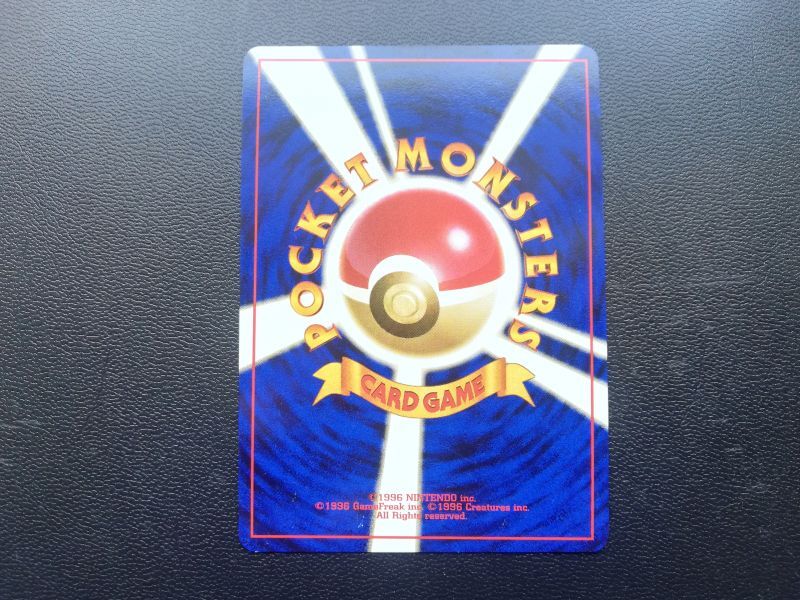 POCKET MONSTERS
CARD GAME
©1996 NINTENDO inc.
©1996 GameFreak inc. ©1996 Creatures inc.
All Rights reserved.